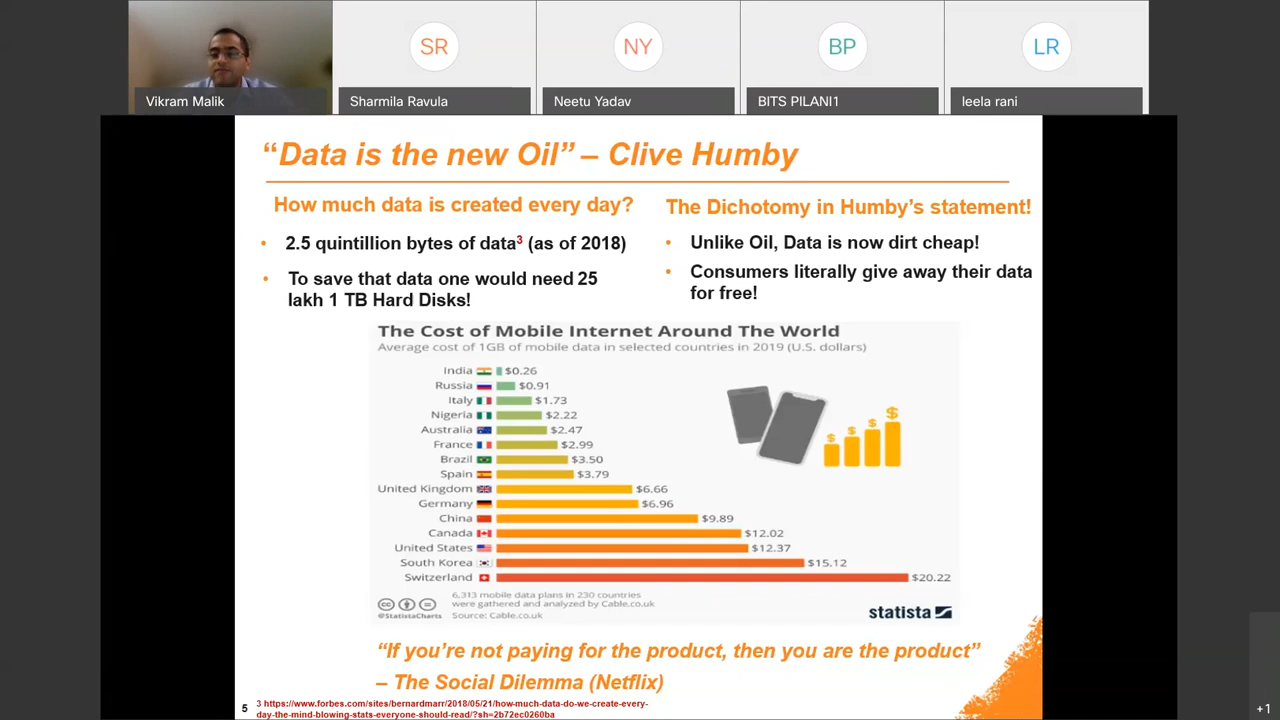 SR
NY
BP
LR
Vikram Malik
Sharmila Ravula
Neetu Yadav
BITS PILANI1
leela rani
“Data is the new Oil” – Clive Humby
How much data is created every day?
• 2.5 quintillion bytes of data3 (as of 2018)
• To save that data one would need 25
lakh 1 TB Hard Disks!
The Dichotomy in Humby’s statement!
• Unlike Oil, Data is now dirt cheap!
• Consumers literally give away their data
for free!
The Cost of Mobile Internet Around The World
Average cost of 1GB of mobile data in selected countries in 2019 (U.S. dollars)
India $0.26
Russia $0.91
Italy $1.73
Nigeria $2.22
Australia $2.47
France $2.99
Brazil $3.50
Spain $3.79
United Kingdom $6.66
Germany $6.96
China $9.89
Canada $12.02
United States $12.37
South Korea $15.12
Switzerland $20.22
$ $ $ $
cc
@StatistaCharts
6,313 mobile data plans in 230 countries
were gathered and analyzed by Cable.co.uk
Source: Cable.co.uk
statista
“If you’re not paying for the product, then you are the product”
– The Social Dilemma (Netflix)
5
3 https://www.forbes.com/sites/bernardmarr/2018/05/21/how-much-data-do-we-create-every-
day-the-mind-blowing-stats-everyone-should-read/?sh=2b72ec0260ba
+1